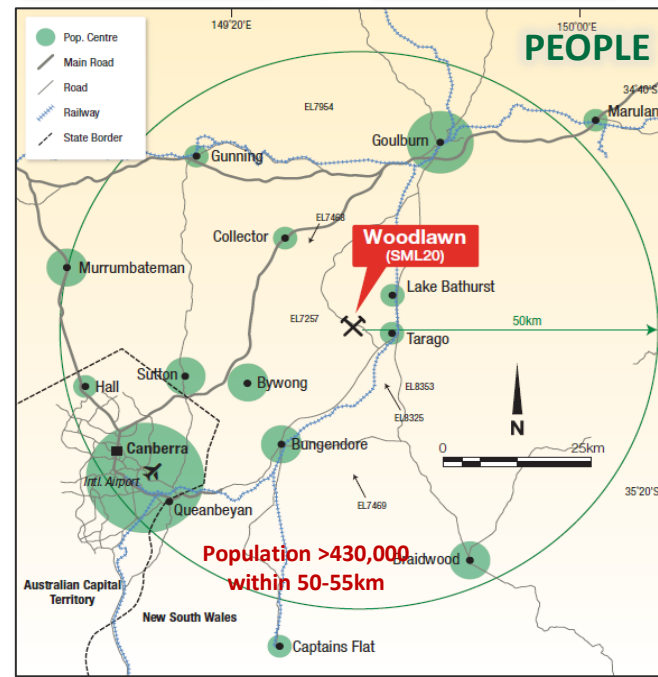 149°20'E
150°00'E
PEOPLE
Pop. Centre
Main Road
Road
Railway
State Border
34°40'S
EL7954
Marulan
Goulburn
Gunning
EL7468
Collector
Woodlawn
(SML20)
Murrumbateman
Lake Bathurst
EL7257
50km
Tarago
Sutton
Hall
Bywong
EL8353
EL8325
N
Bungendore
Canberra
0
25km
Intl. Airport
EL7469
35°20'S
Queanbeyan
Population >430,000
within 50-55km
Braidwood
Australian Capital
Territory
New South Wales
Captains Flat